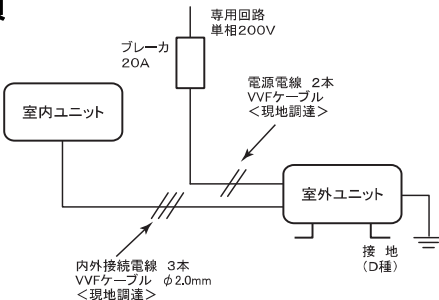 専用回路
単相200V
ブレーカ
20A
電源電線 2本
VVFケーブル
＜現地調達＞
室内ユニット
室外ユニット
接地
（D種）
内外接続電線 3本
VVFケーブル φ2.0mm
＜現地調達＞